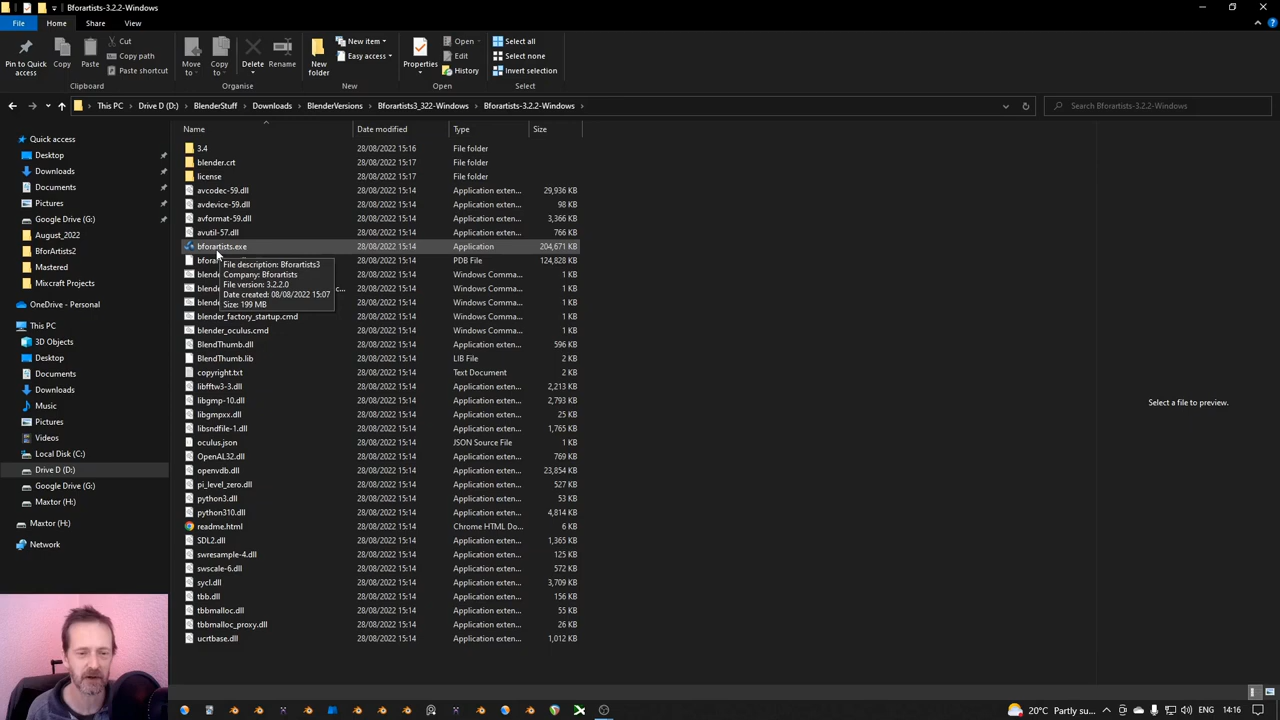 Bforartists-3.2.2-Windows
File Home Share View
Pin to Quick access
Copy
Paste
Cut
Copy path
Paste shortcut
Clipboard
Move to
Copy to
Delete
Rename
Organise
New folder
New item
Easy access
New
Properties
Open
Edit
History
Open
Select all
Select none
Invert selection
Select
This PC > Drive D (D:) > BlenderStuff > Downloads > BlenderVersions > Bforartists3_322-Windows > Bforartists-3.2.2-Windows >
Search Bforartists-3.2.2-Windows
Quick access
Desktop
Downloads
Documents
Pictures
Google Drive (G:)
August_2022
BforArtists2
Mastered
Mixcraft Projects
OneDrive - Personal
This PC
3D Objects
Desktop
Documents
Downloads
Music
Pictures
Videos
Local Disk (C:)
Drive D (D:)
Google Drive (G:)
Maxtor (H:)
Maxtor (H:)
Network
Name Date modified Type Size
3.4 28/08/2022 15:16 File folder
blender.crt 28/08/2022 15:17 File folder
license 28/08/2022 15:17 File folder
avcodec-59.dll 28/08/2022 15:14 Application exten... 29,936 KB
avdevice-59.dll 28/08/2022 15:14 Application exten... 98 KB
avformat-59.dll 28/08/2022 15:14 Application exten... 3,366 KB
avutil-57.dll 28/08/2022 15:14 Application exten... 732 KB
bforartists.exe 28/08/2022 15:14 Application 204,671 KB
bforar 28/08/2022 15:14 PDB File 124,828 KB
blende 28/08/2022 15:14 Windows Comma... 1 KB
blende c... 28/08/2022 15:14 Windows Comma... 1 KB
blende 28/08/2022 15:14 Windows Comma... 1 KB
blender_factory_startup.cmd 28/08/2022 15:14 Windows Comma... 1 KB
blender_oculus.cmd 28/08/2022 15:14 Windows Comma... 1 KB
BlendThumb.dll 28/08/2022 15:14 Application exten... 596 KB
BlendThumb.lib 28/08/2022 15:14 LIB File 2 KB
copyright.txt 28/08/2022 15:14 Text Document 2 KB
libfftw3-3.dll 28/08/2022 15:14 Application exten... 2,213 KB
libgmp-10.dll 28/08/2022 15:14 Application exten... 2,793 KB
libgmpxx.dll 28/08/2022 15:14 Application exten... 25 KB
libsndfile-1.dll 28/08/2022 15:14 Application exten... 1,765 KB
oculus.json 28/08/2022 15:14 JSON Source File 1 KB
OpenAL32.dll 28/08/2022 15:14 Application exten... 769 KB
openvdb.dll 28/08/2022 15:14 Application exten... 23,854 KB
pi_level_zero.dll 28/08/2022 15:14 Application exten... 527 KB
python3.dll 28/08/2022 15:14 Application exten... 53 KB
python310.dll 28/08/2022 15:14 Application exten... 4,814 KB
readme.html 28/08/2022 15:14 Chrome HTML Do... 6 KB
SDL2.dll 28/08/2022 15:14 Application exten... 1,365 KB
swresample-4.dll 28/08/2022 15:14 Application exten... 125 KB
swscale-6.dll 28/08/2022 15:14 Application exten... 572 KB
sycl.dll 28/08/2022 15:14 Application exten... 3,709 KB
tbb.dll 28/08/2022 15:14 Application exten... 156 KB
tbbmalloc.dll 28/08/2022 15:14 Application exten... 55 KB
tbbmalloc_proxy.dll 28/08/2022 15:14 Application exten... 26 KB
ucrtbase.dll 28/08/2022 15:14 Application exten... 1,012 KB
File description: Bforartists3
Company: Bforartists
File version: 3.2.2.0
Date created: 08/08/2022 15:07
Size: 199 MB
Select a file to preview.
20°C Partly su... ENG 14:16